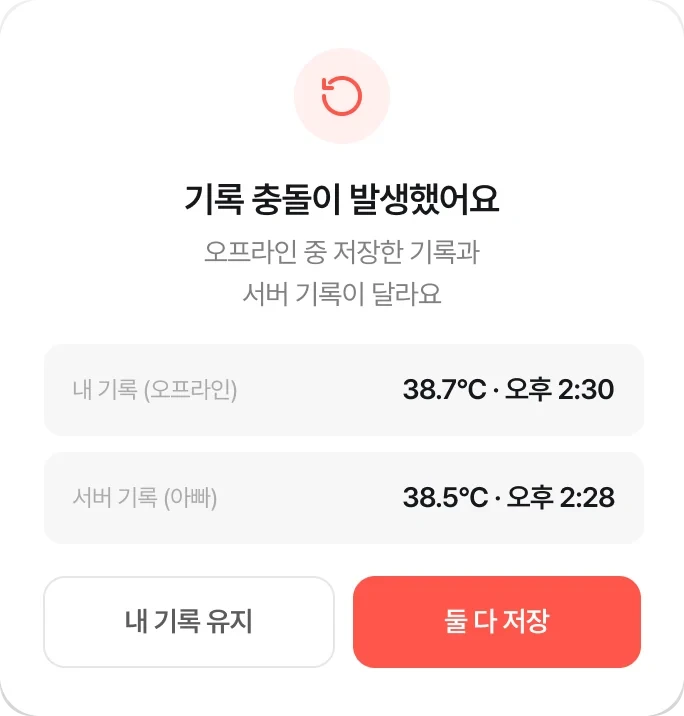 기록 충돌이 발생했어요
오프라인 중 저장한 기록과
서버 기록이 달라요
내 기록 (오프라인) 38.7°C · 오후 2:30
서버 기록 (아빠) 38.5°C · 오후 2:28
내 기록 유지 둘 다 저장